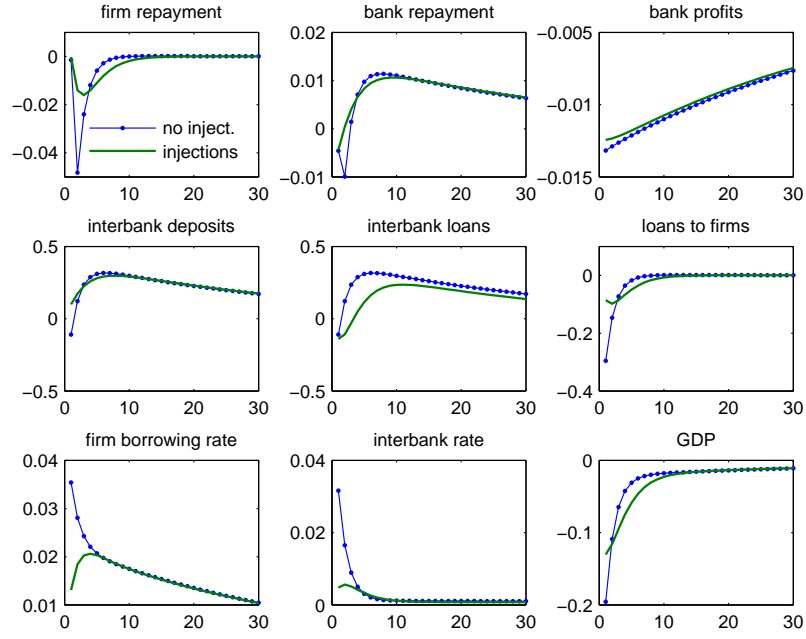 firm repayment
0
−0.02
−0.04
no inject.
injections
0 10 20 30
bank repayment
0.02
0.01
0
−0.01
0 10 20 30
bank profits
−0.005
−0.01
−0.015
0 10 20 30
interbank deposits
0.5
0
−0.5
0 10 20 30
interbank loans
0.5
0
−0.5
0 10 20 30
loans to firms
0
−0.2
−0.4
0 10 20 30
firm borrowing rate
0.04
0.03
0.02
0.01
0 10 20 30
interbank rate
0.04
0.02
0
0 10 20 30
GDP
0
−0.1
−0.2
0 10 20 30